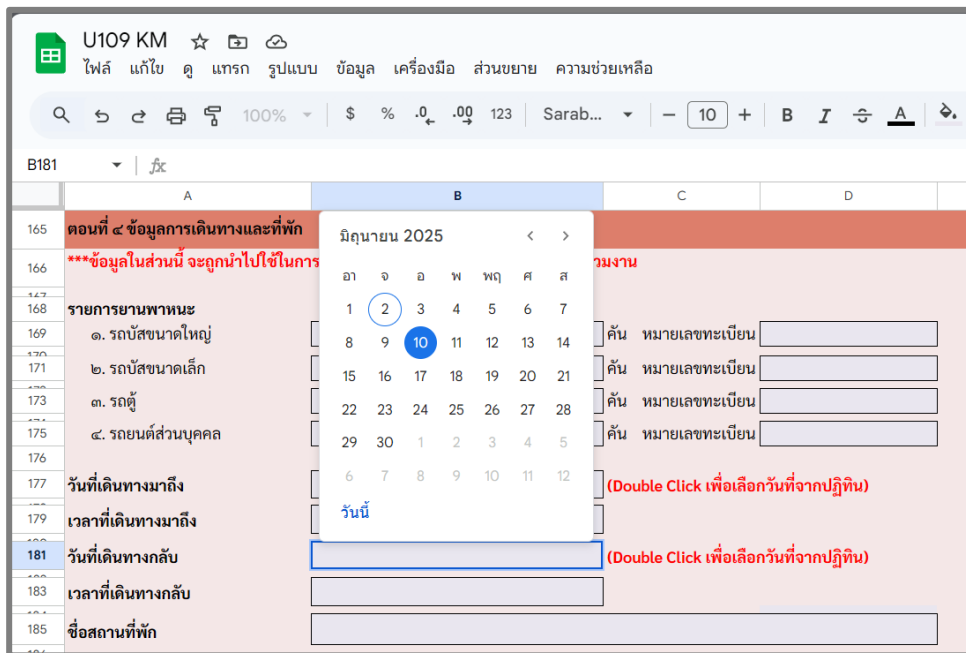 U109 KM
ไฟล์ แก้ไข ดู แทรก รูปแบบ ข้อมูล เครื่องมือ ส่วนขยาย ความช่วยเหลือ
100% $ % .0 .00 123 Sarab... − 10 + B I S A
B181 fx
A B C D
165 ตอนที่ ๔ ข้อมูลการเดินทางและที่พัก
166 ***ข้อมูลในส่วนนี้ จะถูกนำไปใช้ในการ
168 รายการยานพาหนะ
169 ๑. รถบัสขนาดใหญ่ คัน หมายเลขทะเบียน
171 ๒. รถบัสขนาดเล็ก คัน หมายเลขทะเบียน
173 ๓. รถตู้ คัน หมายเลขทะเบียน
175 ๔. รถยนต์ส่วนบุคคล คัน หมายเลขทะเบียน
176
177 วันที่เดินทางมาถึง (Double Click เพื่อเลือกวันที่จากปฏิทิน)
179 เวลาที่เดินทางมาถึง
181 วันที่เดินทางกลับ (Double Click เพื่อเลือกวันที่จากปฏิทิน)
183 เวลาที่เดินทางกลับ
185 ชื่อสถานที่พัก
มิถุนายน 2025 < >
อา จ อ พ พฤ ศ ส
1 2 3 4 5 6 7
8 9 10 11 12 13 14
15 16 17 18 19 20 21
22 23 24 25 26 27 28
29 30 1 2 3 4 5
6 7 8 9 10 11 12
วันนี้